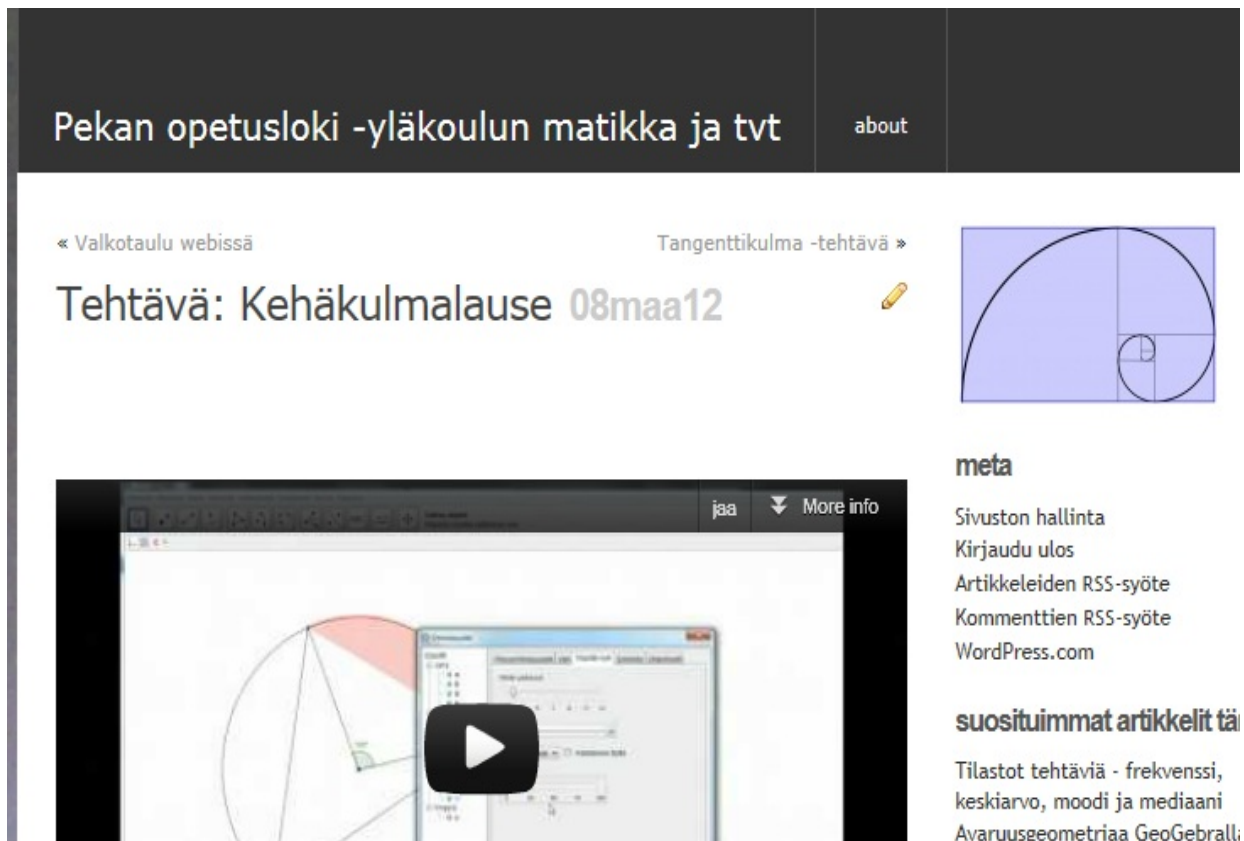 Pekan opetusloki -yläkoulun matikka ja tvt
about
« Valkotaulu webissä
Tangenttikulma -tehtävä »
Tehtävä: Kehäkulmalause 08maa12
jaa
More info
meta
Sivuston hallinta
Kirjaudu ulos
Artikkeleiden RSS-syöte
Kommenttien RSS-syöte
WordPress.com
suosituimmat artikkelit
Tilastot tehtäviä - frekvenssi,
keskiarvo, moodi ja mediaani
Avaruusgeometriaa GeoGebralla